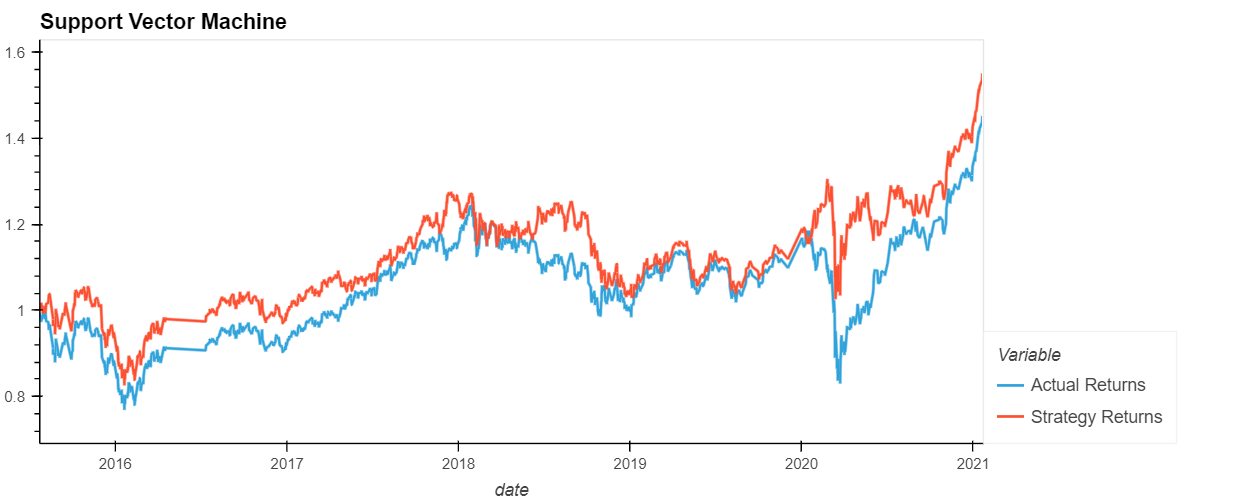 Support Vector Machine
1.6
1.4
1.2
1
0.8
2016 2017 2018 2019 2020 2021
date
Variable
Actual Returns
Strategy Returns